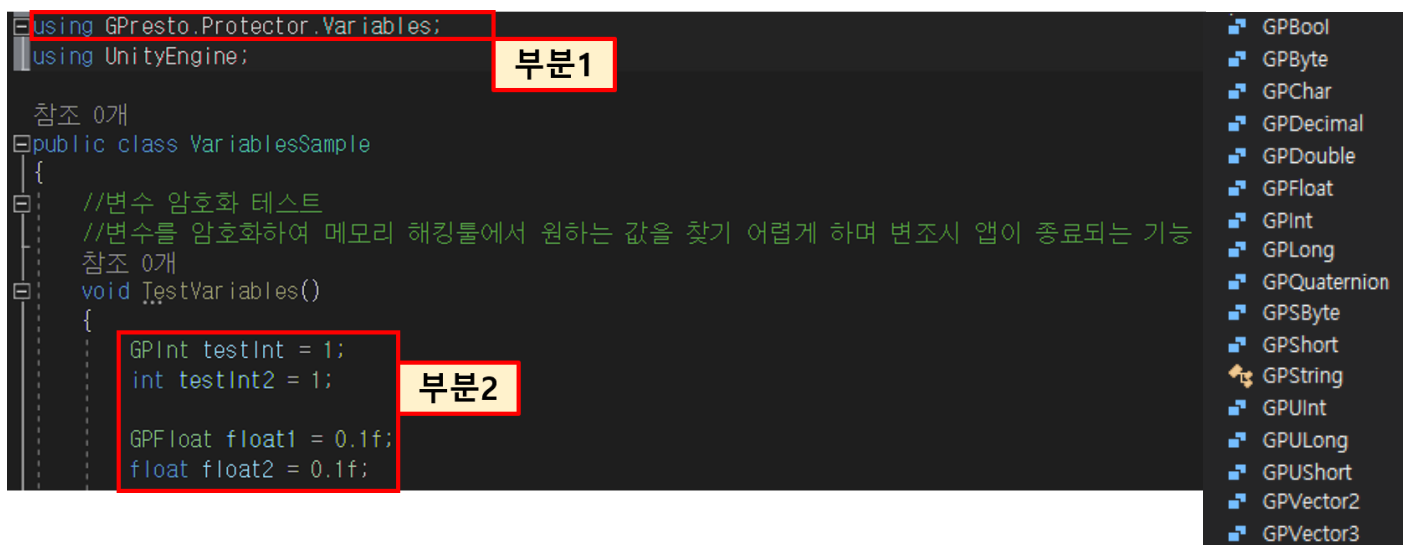 using GPresto.Protector.Variables;
부분1
using UnityEngine;
참조 0개
public class VariablesSample
{
//변수 암호화 테스트
//변수를 암호화하여 메모리 해킹툴에서 원하는 값을 찾기 어렵게 하며 변조시 앱이 종료되는 기능
참조 0개
void TestVariables()
{
GPInt testInt = 1;
int testInt2 = 1;
부분2
GPFloat float1 = 0.1f;
float float2 = 0.1f;
GPBool
GPByte
GPChar
GPDecimal
GPDouble
GPFloat
GPInt
GPLong
GPQuaternion
GPSByte
GPShort
GPString
GPUInt
GPULong
GPUShort
GPVector2
GPVector3